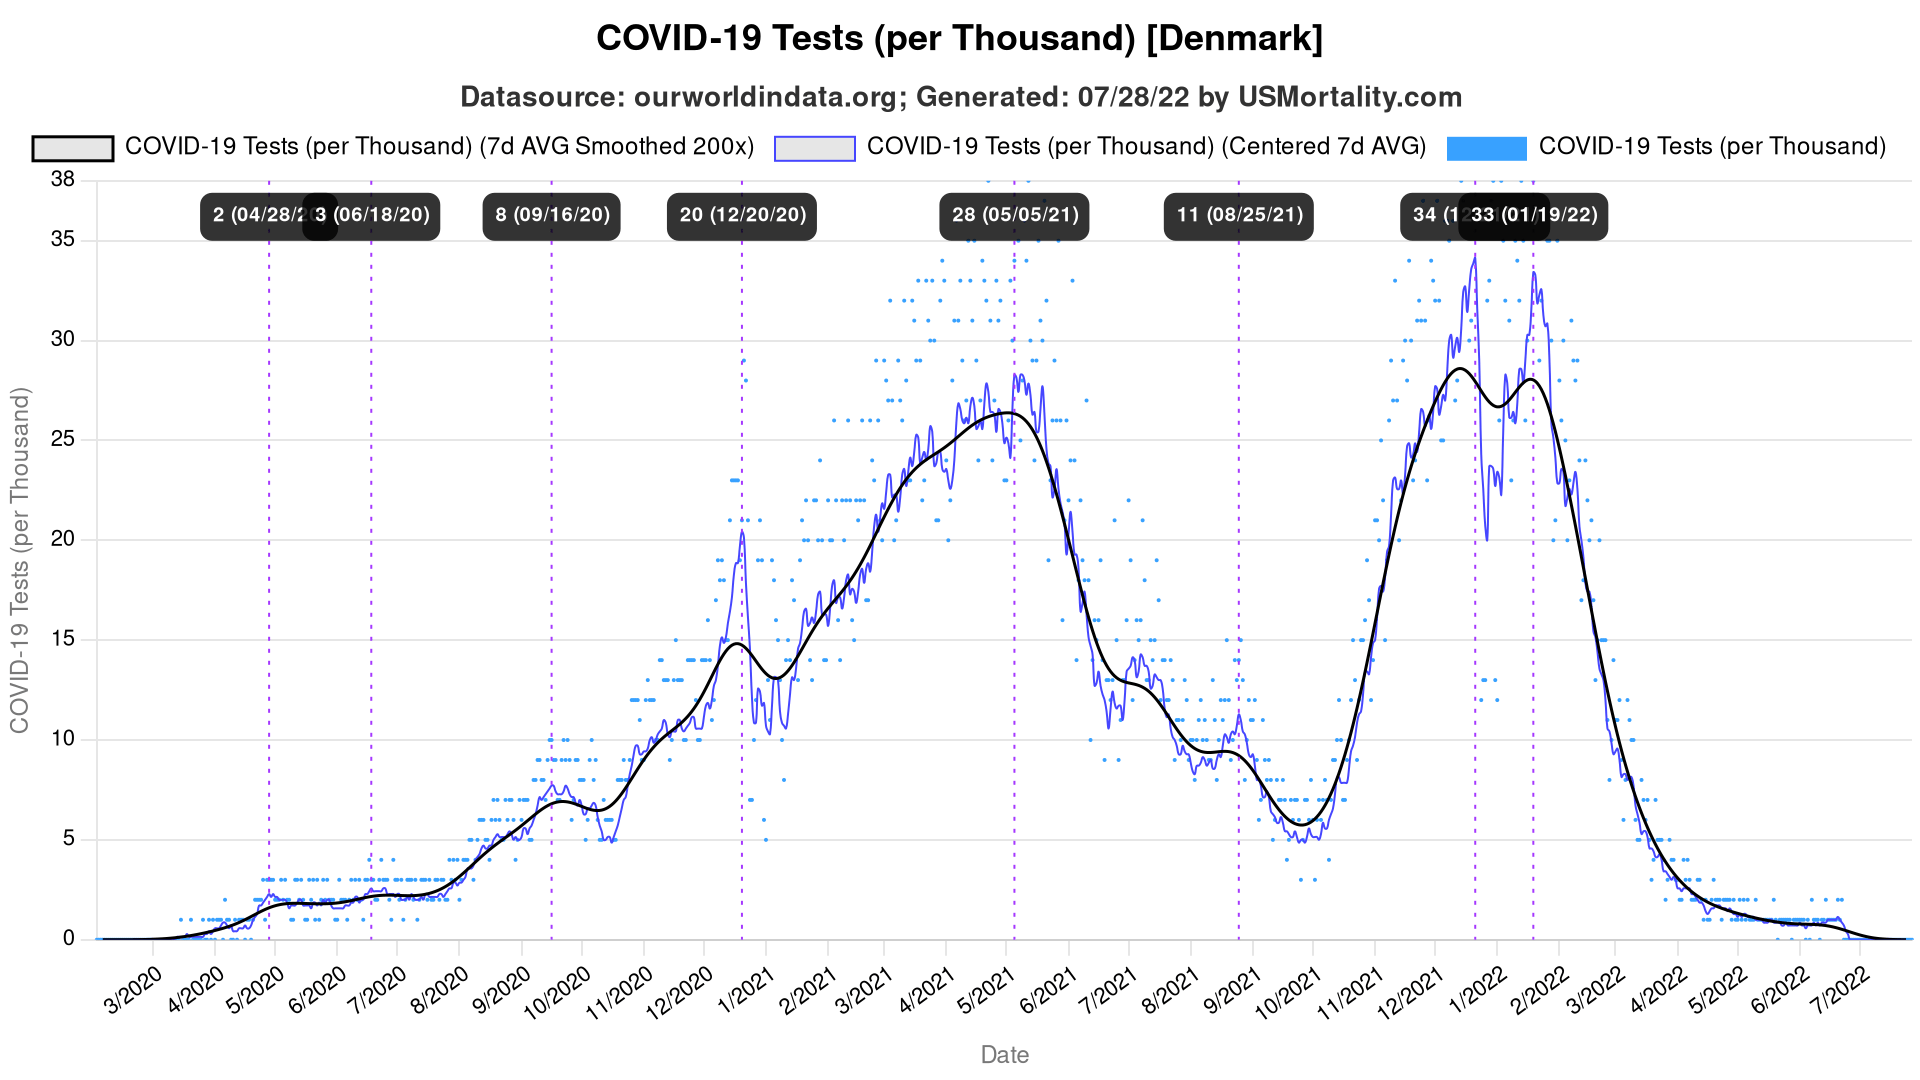 COVID-19 Tests (per Thousand) [Denmark]
Datasource: ourworldindata.org; Generated: 07/28/22 by USMortality.com
COVID-19 Tests (per Thousand) (7d AVG Smoothed 200x) COVID-19 Tests (per Thousand) (Centered 7d AVG) COVID-19 Tests (per Thousand)
38
2 (04/28/20 3 (06/18/20) 8 (09/16/20) 20 (12/20/20) 28 (05/05/21) 11 (08/25/21) 34 (12 33 (01/19/22)
35
30
25
20
15
10
5
0
COVID-19 Tests (per Thousand)
3/2020 4/2020 5/2020 6/2020 7/2020 8/2020 9/2020 10/2020 11/2020 12/2020 1/2021 2/2021 3/2021 4/2021 5/2021 6/2021 7/2021 8/2021 9/2021 10/2021 11/2021 12/2021 1/2022 2/2022 3/2022 4/2022 5/2022 6/2022 7/2022
Date